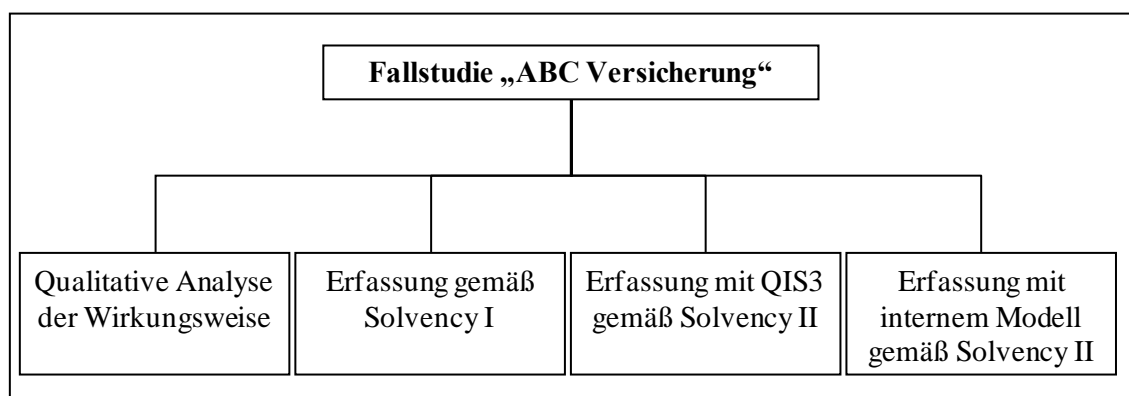 Fallstudie „ABC Versicherung“
Qualitative Analyse
der Wirkungsweise
Erfassung gemäß
Solvency I
Erfassung mit QIS3
gemäß Solvency II
Erfassung mit
internem Modell
gemäß Solvency II